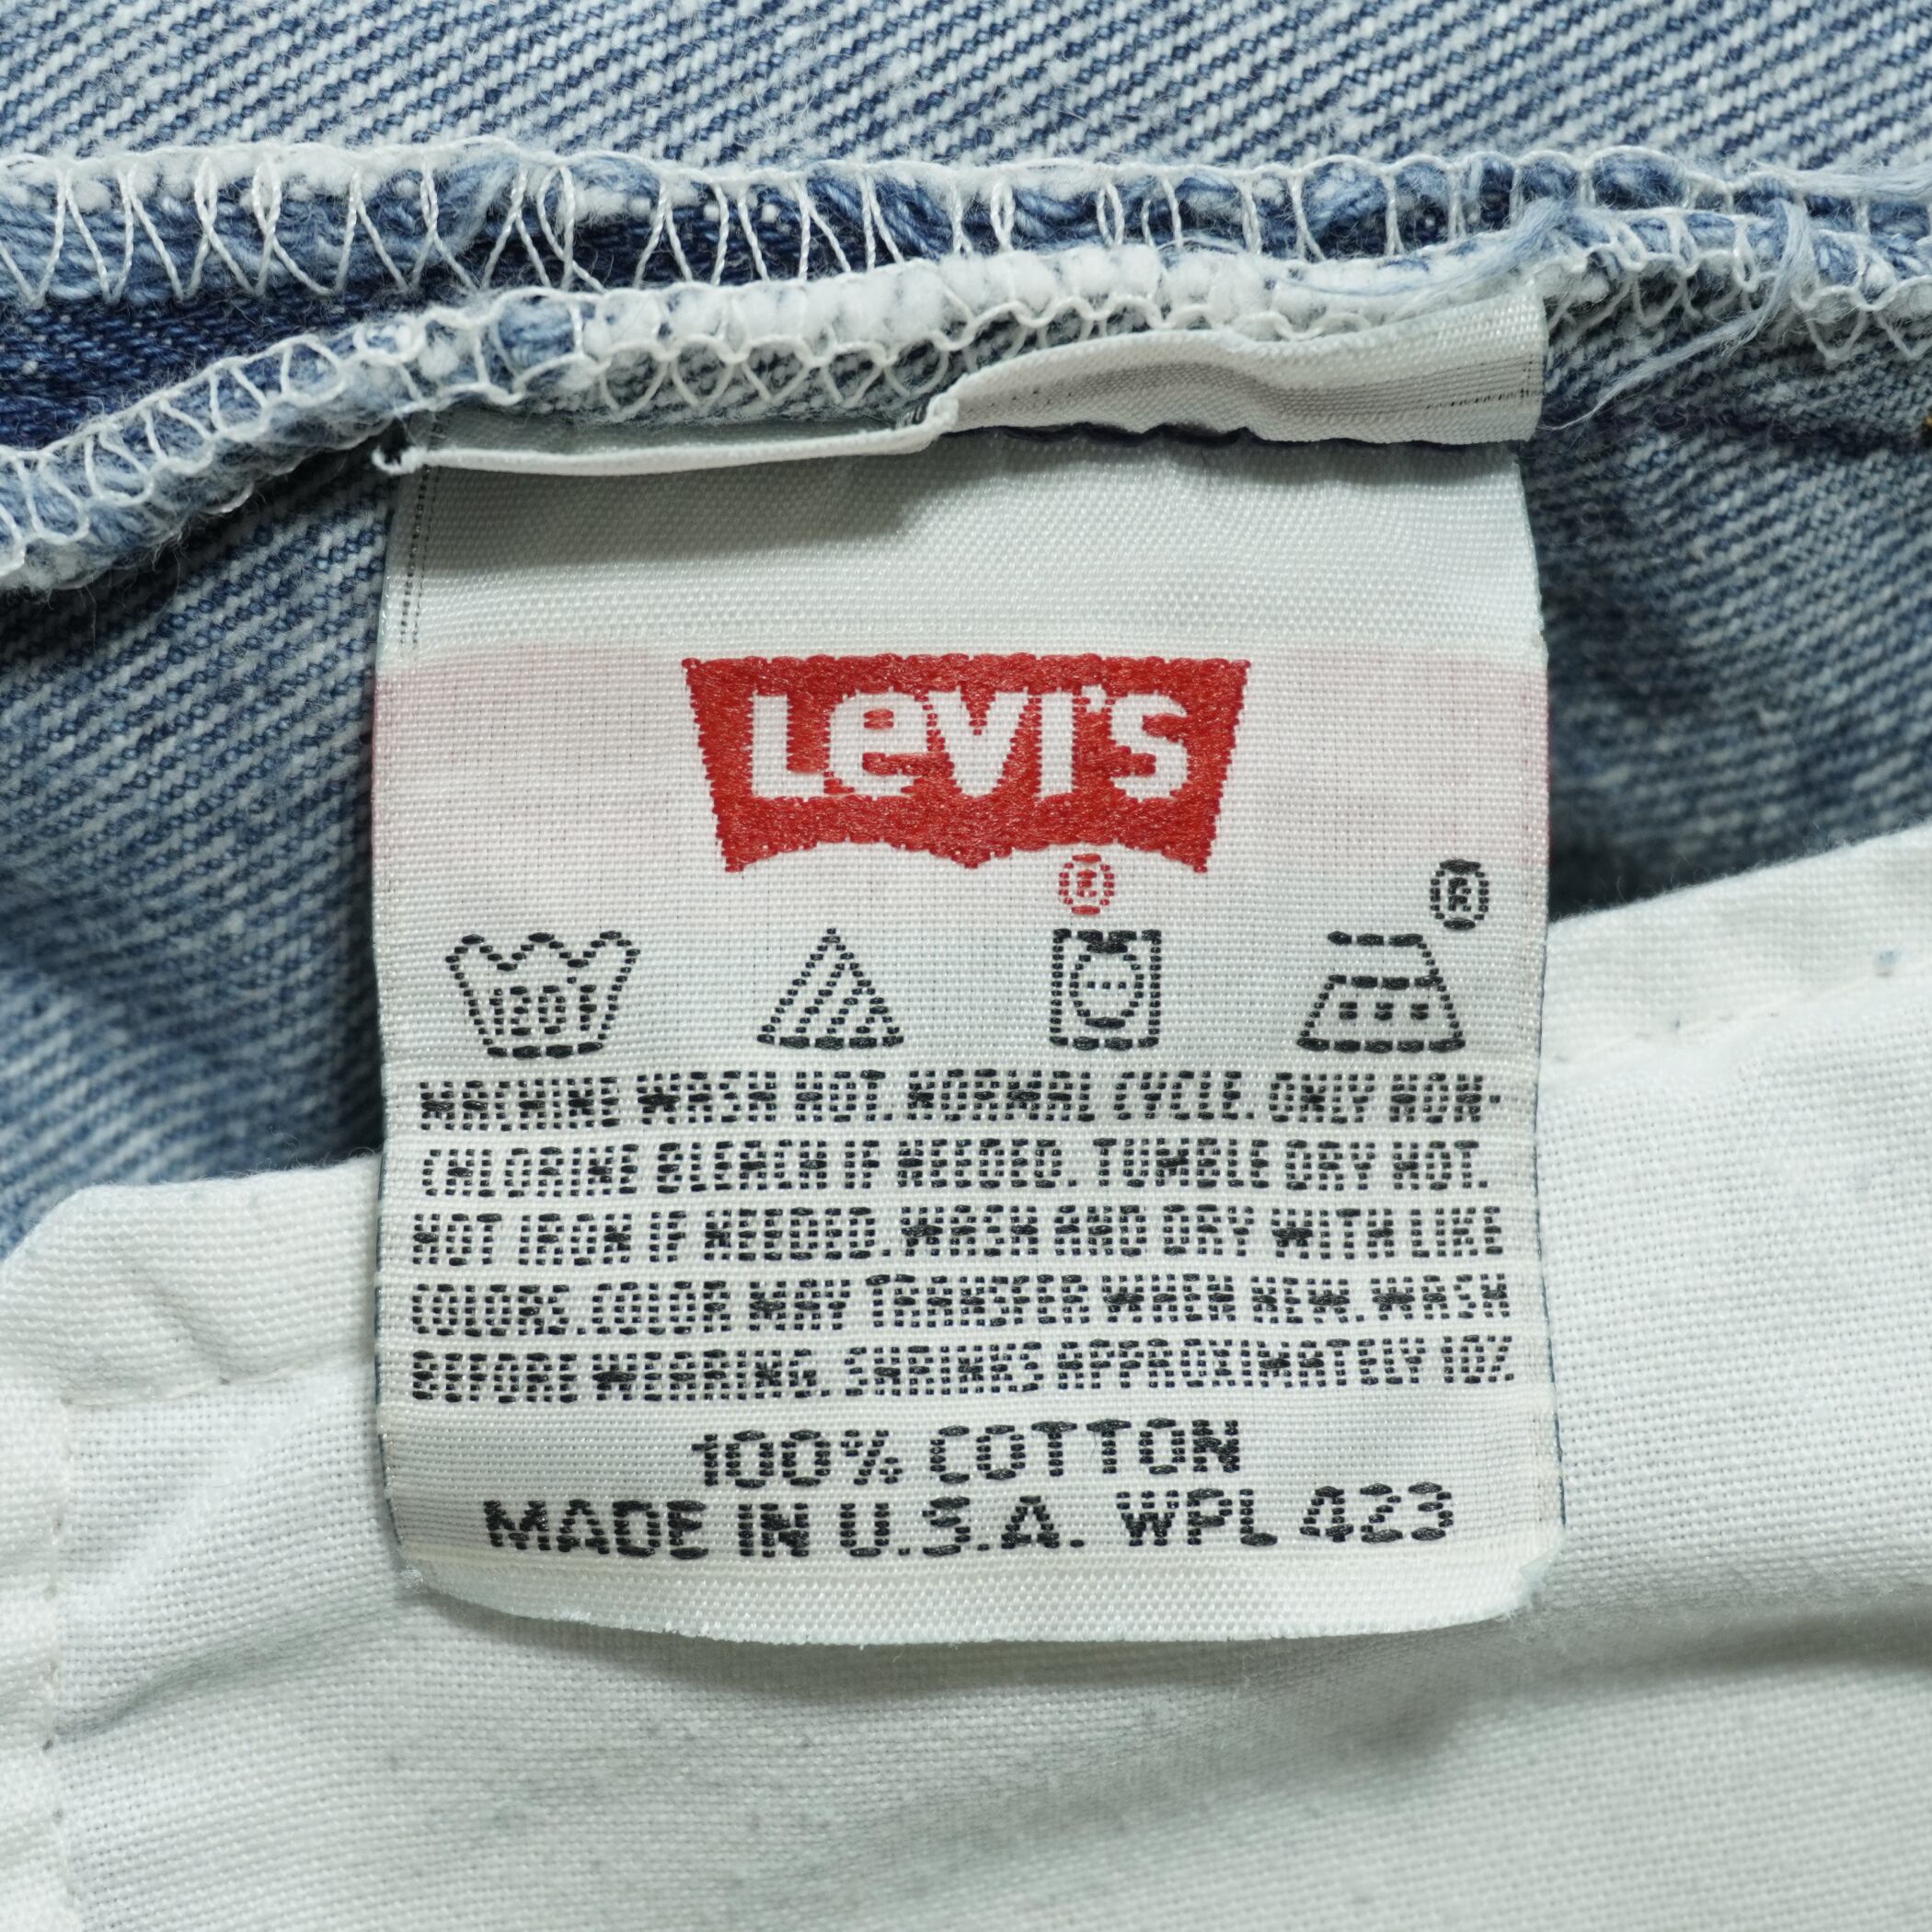 LEVI'S
®
®
120°F
MACHINE WASH HOT. NORMAL CYCLE. ONLY NON-
CHLORINE BLEACH IF NEEDED. TUMBLE DRY HOT.
HOT IRON IF NEEDED. WASH AND DRY WITH LIKE
COLORS. COLOR MAY TRANSFER WHEN NEW. WASH
BEFORE WEARING. SHRINKS APPROXIMATELY 10%
100% COTTON
MADE IN U.S.A. WPL 423